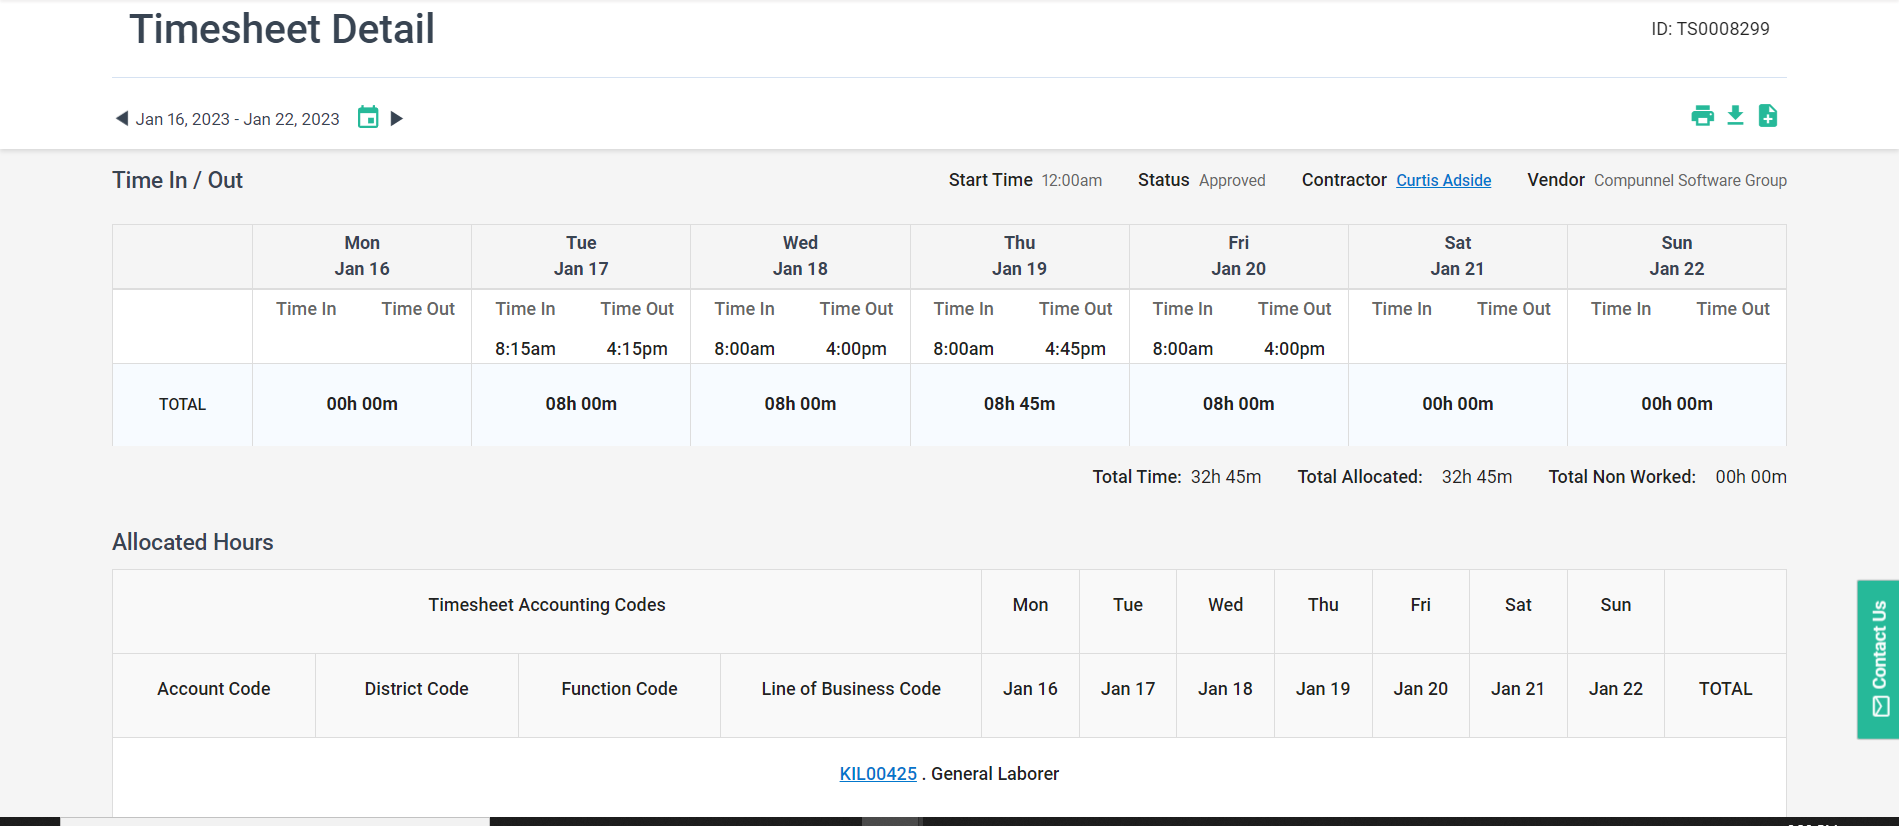 Timesheet Detail
ID: TS0008299
Jan 16, 2023 - Jan 22, 2023
Time In / Out
Start Time 12:00am Status Approved Contractor Curtis Adside Vendor Compunnel Software Group
Mon Tue Wed Thu Fri Sat Sun
Jan 16 Jan 17 Jan 18 Jan 19 Jan 20 Jan 21 Jan 22
Time In Time Out Time In Time Out Time In Time Out Time In Time Out Time In Time Out Time In Time Out Time In Time Out
8:15am 4:15pm 8:00am 4:00pm 8:00am 4:45pm 8:00am 4:00pm
TOTAL 00h 00m 08h 00m 08h 00m 08h 45m 08h 00m 00h 00m 00h 00m
Total Time: 32h 45m Total Allocated: 32h 45m Total Non Worked: 00h 00m
Allocated Hours
Timesheet Accounting Codes Mon Tue Wed Thu Fri Sat Sun
Account Code District Code Function Code Line of Business Code Jan 16 Jan 17 Jan 18 Jan 19 Jan 20 Jan 21 Jan 22 TOTAL
KIL00425 . General Laborer
Contact Us